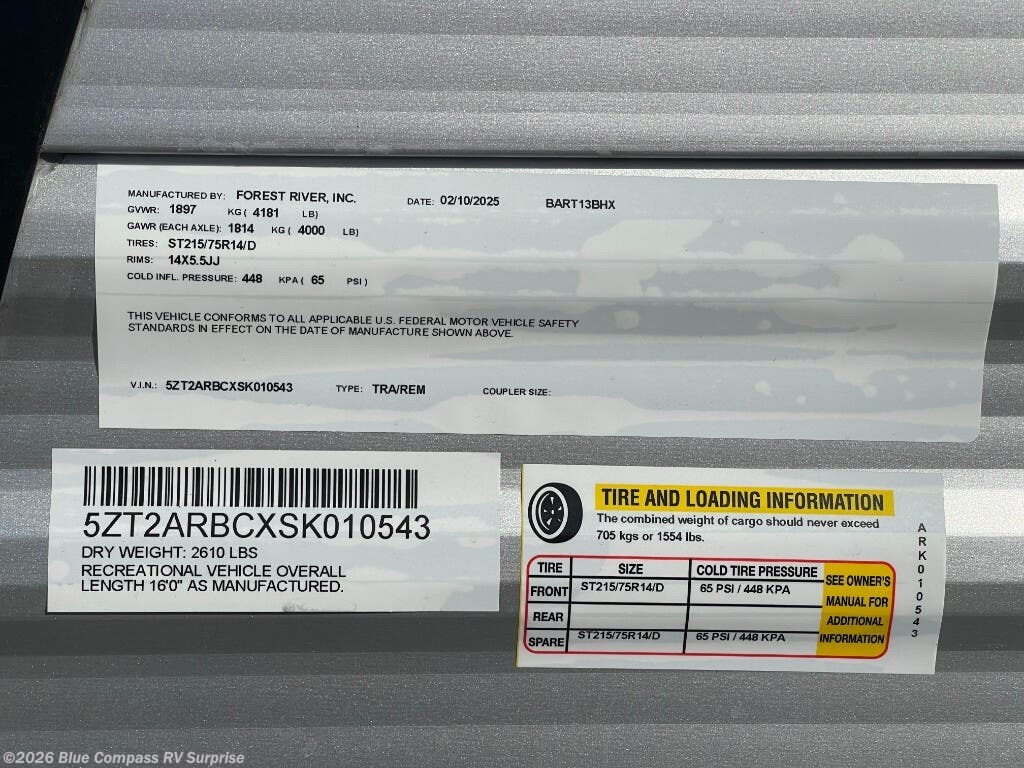 MANUFACTURED BY: FOREST RIVER, INC. DATE: 02/10/2025 BART13BHX
GVWR: 1897 KG ( 4181 LB)
GAWR (EACH AXLE): 1814 KG ( 4000 LB)
TIRES: ST215/75R14/D
RIMS: 14X5.5JJ
COLD INFL. PRESSURE: 448 KPA ( 65 PSI )
THIS VEHICLE CONFORMS TO ALL APPLICABLE U.S. FEDERAL MOTOR VEHICLE SAFETY
STANDARDS IN EFFECT ON THE DATE OF MANUFACTURE SHOWN ABOVE.
V.I.N.: 5ZT2ARBCXSK010543 TYPE: TRA/REM COUPLER SIZE:
5ZT2ARBCXSK010543
DRY WEIGHT: 2610 LBS
RECREATIONAL VEHICLE OVERALL
LENGTH 16'0" AS MANUFACTURED.
TIRE AND LOADING INFORMATION
The combined weight of cargo should never exceed
705 kgs or 1554 lbs.
TIRE SIZE COLD TIRE PRESSURE
FRONT ST215/75R14/D 65 PSI / 448 KPA
REAR
SPARE ST215/75R14/D 65 PSI / 448 KPA
SEE OWNER'S
MANUAL FOR
ADDITIONAL
INFORMATION
ARK010543
©2026 Blue Compass RV Surprise